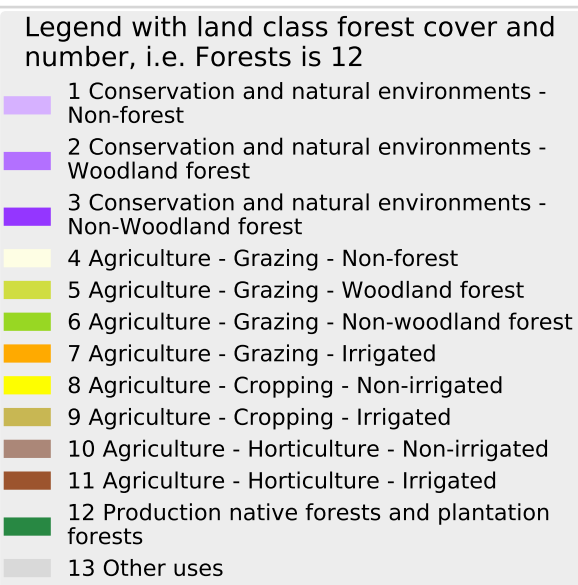 Legend with land class forest cover and
number, i.e. Forests is 12
1 Conservation and natural environments -
Non-forest
2 Conservation and natural environments -
Woodland forest
3 Conservation and natural environments -
Non-Woodland forest
4 Agriculture - Grazing - Non-forest
5 Agriculture - Grazing - Woodland forest
6 Agriculture - Grazing - Non-woodland forest
7 Agriculture - Grazing - Irrigated
8 Agriculture - Cropping - Non-irrigated
9 Agriculture - Cropping - Irrigated
10 Agriculture - Horticulture - Non-irrigated
11 Agriculture - Horticulture - Irrigated
12 Production native forests and plantation
forests
13 Other uses